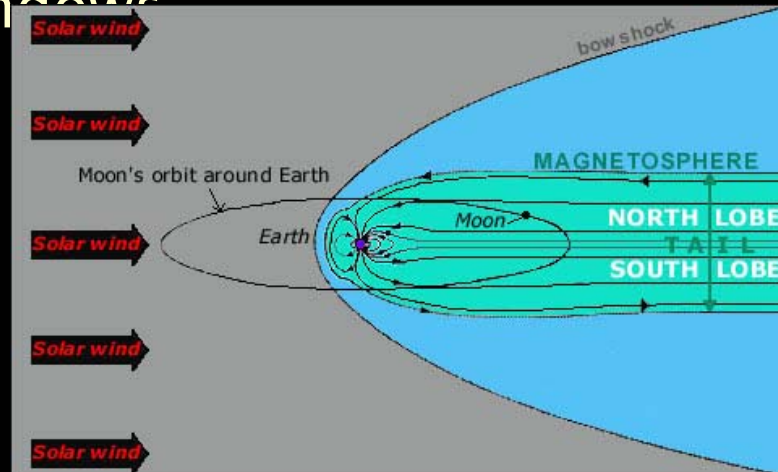 Solar wind
bow shock
Solar wind
MAGNETOSPHERE
Moon's orbit around Earth
Moon
NORTH LOBE
Solar wind
Earth
TAIL
SOUTH LOBE
Solar wind
Solar wind